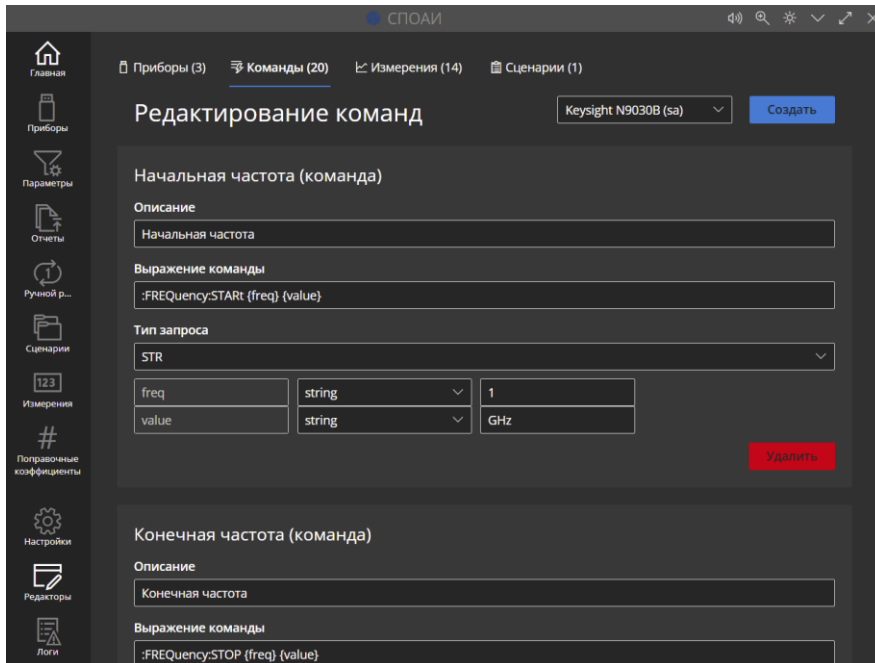 СПОАИ
Главная
Приборы
Параметры
Отчеты
Ручной р...
Сценарии
123
Измерения
#
Поправочные
коэффициенты
Настройки
Редакторы
Логи
Приборы (3) Команды (20) Измерения (14) Сценарии (1)
Редактирование команд Keysight N9030B (sa) Создать
Начальная частота (команда)
Описание
Начальная частота
Выражение команды
:FREQuency:STARt {freq} {value}
Тип запроса
STR
freq string 1
value string GHz
Удалить
Конечная частота (команда)
Описание
Конечная частота
Выражение команды
:FREQuency:STOP {freq} {value}